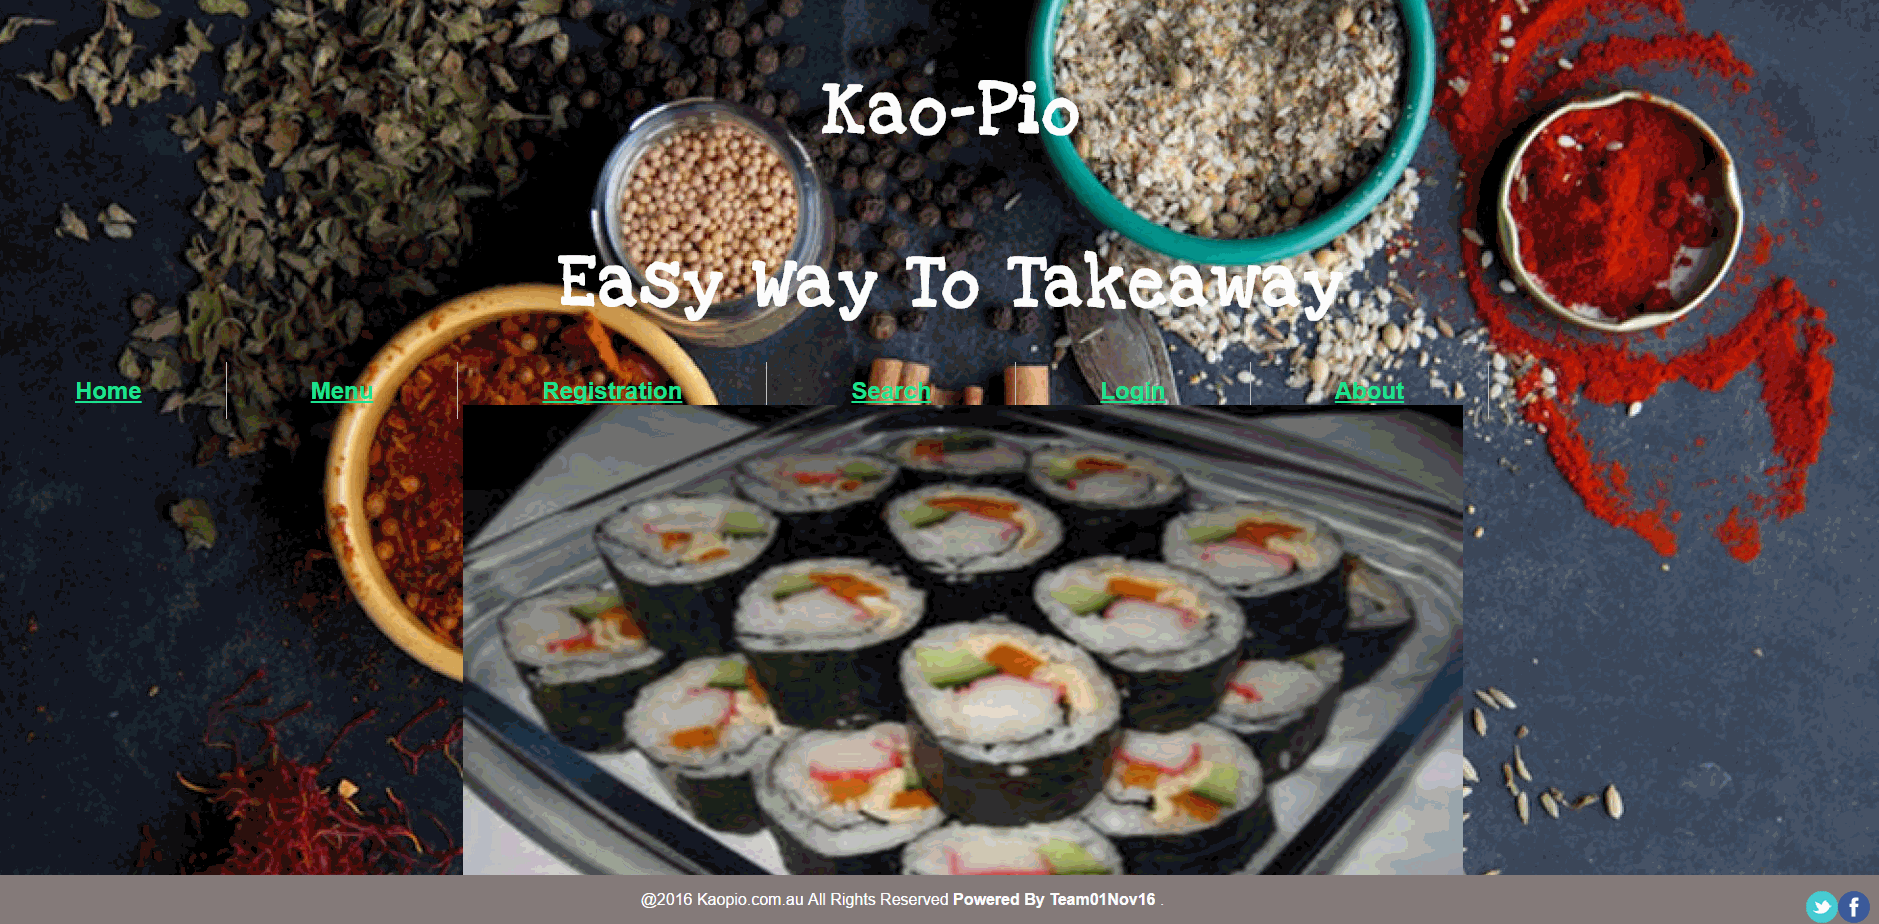 Kao-Pio
Easy Way To Takeaway
Home Menu Registration Search Login About
@2016 Kaopio.com.au All Rights Reserved Powered By Team01Nov16 .